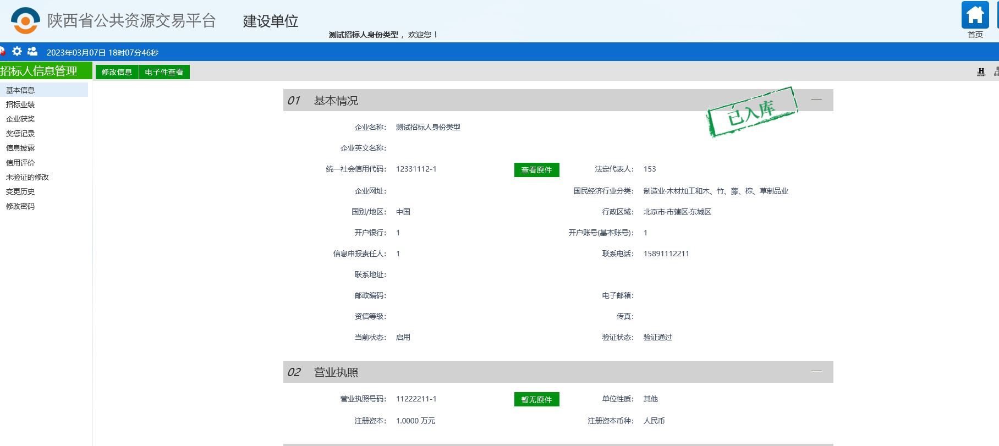 陕西省公共资源交易平台 建设单位
测试招标人身份类型 ，欢迎您！
首页
2023年03月07日 18时07分46秒
招标人信息管理
修改信息 电子件查看
基本信息
招标业绩
企业获奖
奖惩记录
信息披露
信用评价
未验证的修改
变更历史
修改密码
01 基本情况
已入库
企业名称： 测试招标人身份类型
企业英文名称：
统一社会信用代码： 12331112-1 查看原件 法定代表人： 153
企业网址： 国民经济行业分类： 制造业·木材加工和木、竹、藤、棕、草制品业
国别/地区： 中国 行政区域： 北京市·市辖区·东城区
开户银行： 1 开户账号(基本账号)： 1
信息申报责任人： 1 联系电话： 15891112211
联系地址：
邮政编码： 电子邮箱：
资信等级： 传真：
当前状态： 启用 验证状态： 验证通过
02 营业执照
营业执照号码： 11222211-1 暂无原件 单位性质： 其他
注册资本： 1.0000 万元 注册资本币种： 人民币